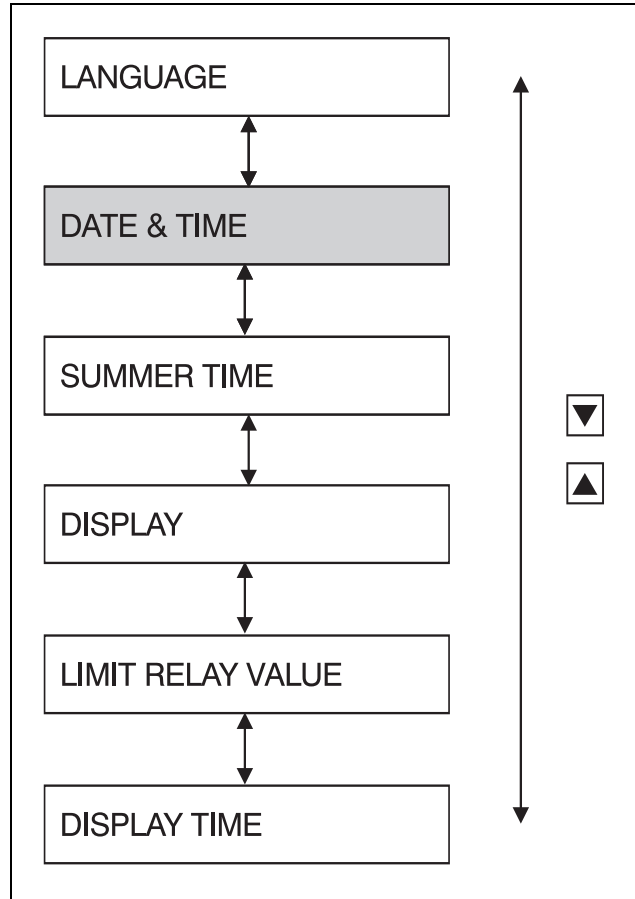 LANGUAGE
DATE & TIME
SUMMER TIME
DISPLAY
LIMIT RELAY VALUE
DISPLAY TIME